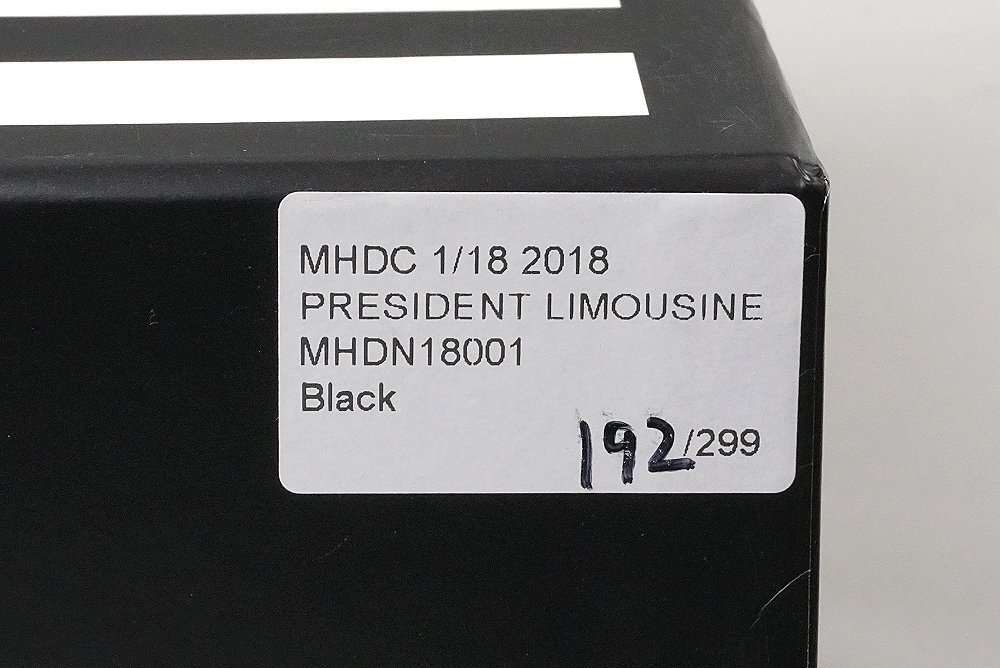 MHDC 1/18 2018
PRESIDENT LIMOUSINE
MHDN18001
Black
192/299